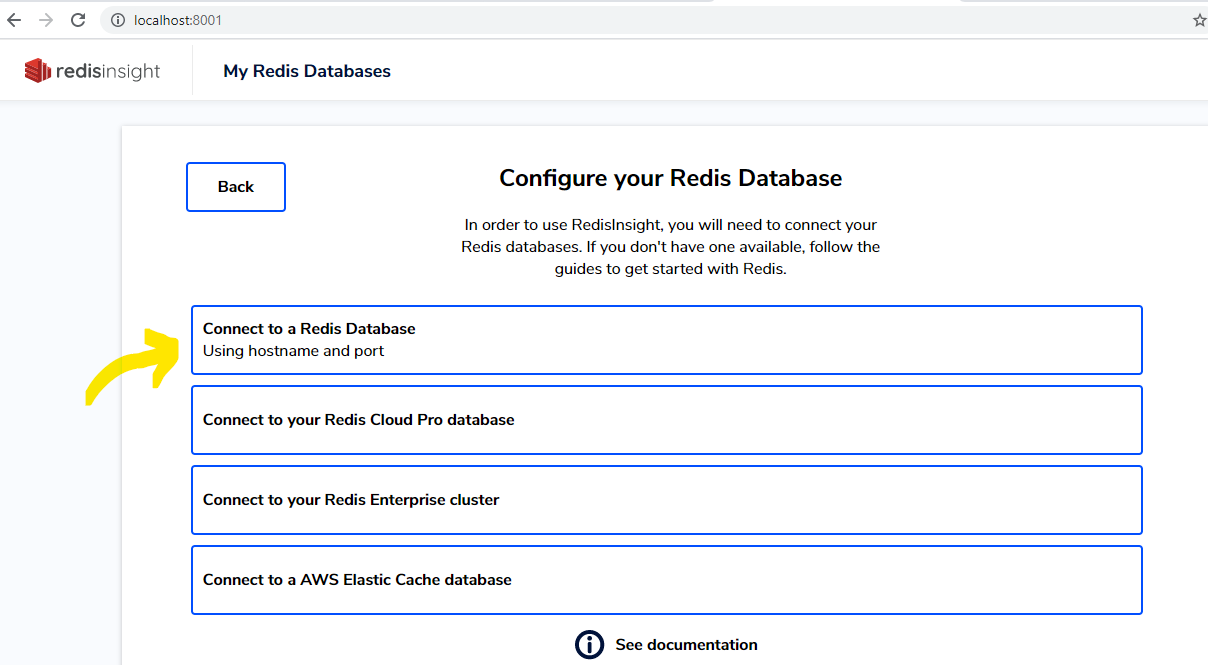 localhost:8001
redisinsight
My Redis Databases
Back
Configure your Redis Database
In order to use RedisInsight, you will need to connect your
Redis databases. If you don't have one available, follow the
guides to get started with Redis.
Connect to a Redis Database
Using hostname and port
Connect to your Redis Cloud Pro database
Connect to your Redis Enterprise cluster
Connect to a AWS Elastic Cache database
See documentation